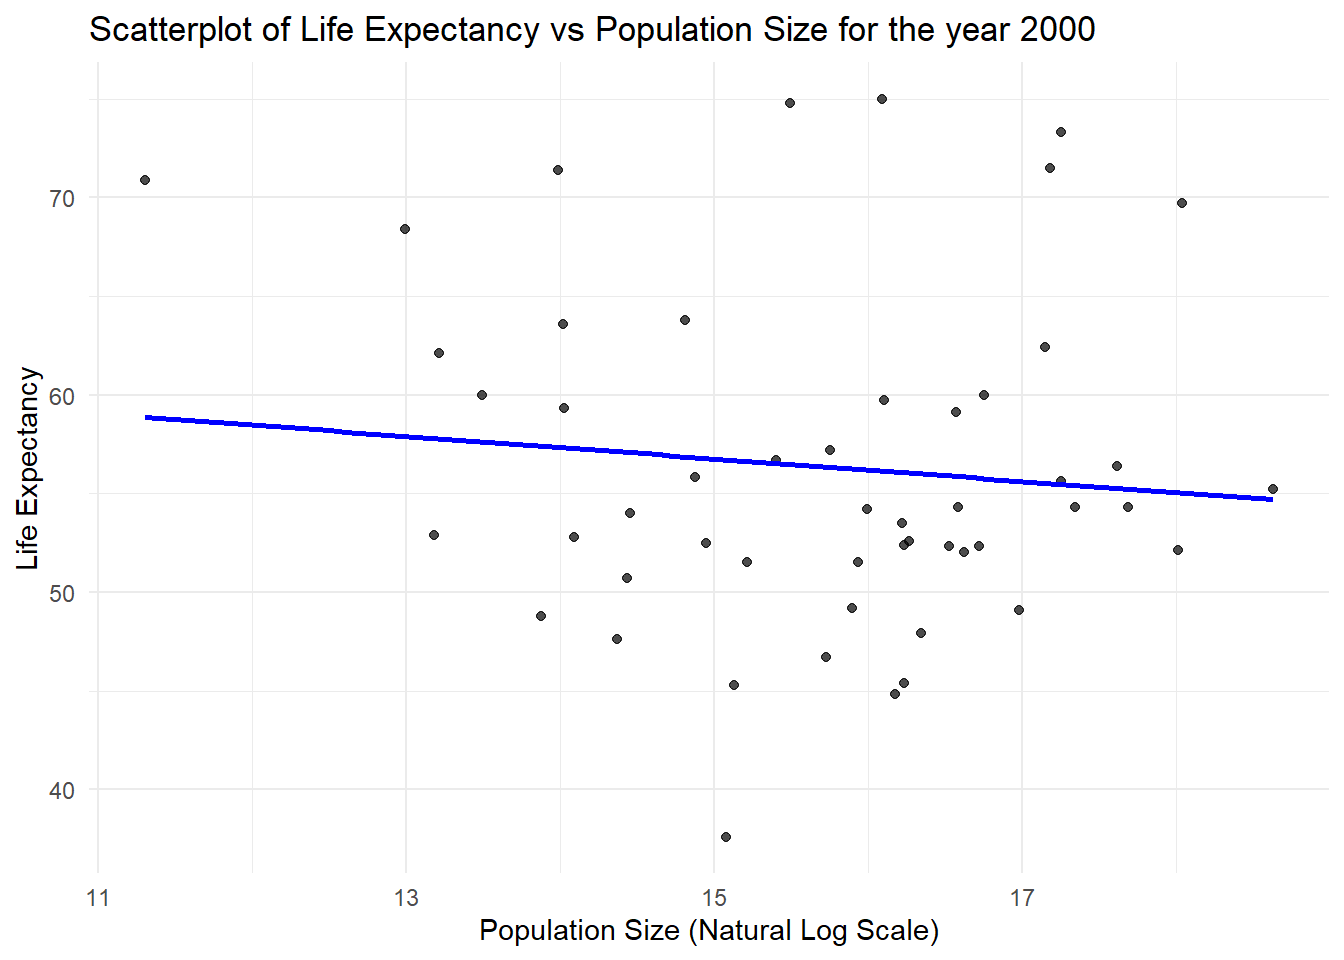 Scatterplot of Life Expectancy vs Population Size for the year 2000
Life Expectancy
70
60
50
40
11 13 15 17
Population Size (Natural Log Scale)